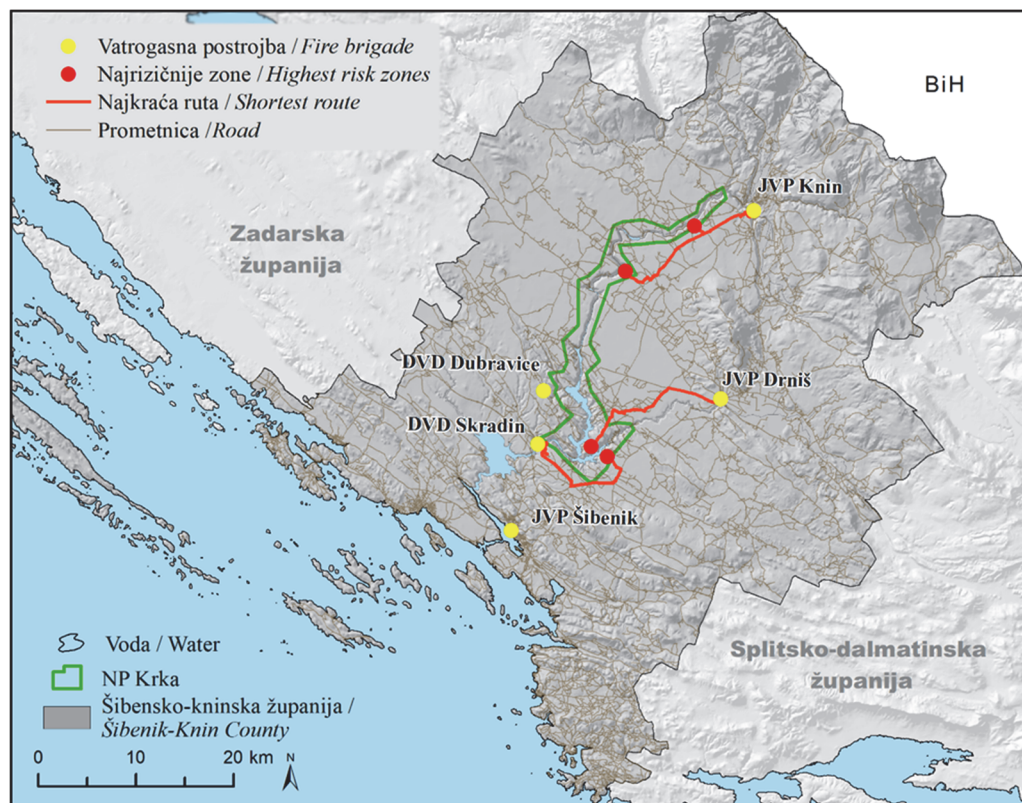 Vatrogasna postrojba / Fire brigade
Najrizičnije zone / Highest risk zones
Najkraća ruta / Shortest route
Prometnica /Road
BiH
JVP Knin
Zadarska
županija
DVD Dubravice
JVP Drniš
DVD Skradin
JVP Šibenik
Voda / Water
NP Krka
Šibensko-kninska županija /
Šibenik-Knin County
Splitsko-dalmatinska
županija
0 10 20 km
N